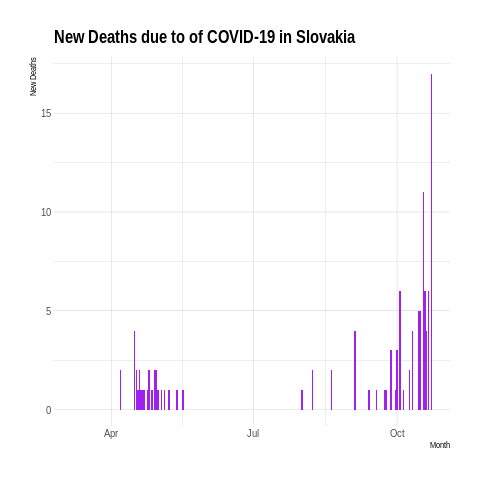 New Deaths due to of COVID-19 in Slovakia
New Deaths
15
10
5
0
Apr
Jul
Oct
Month